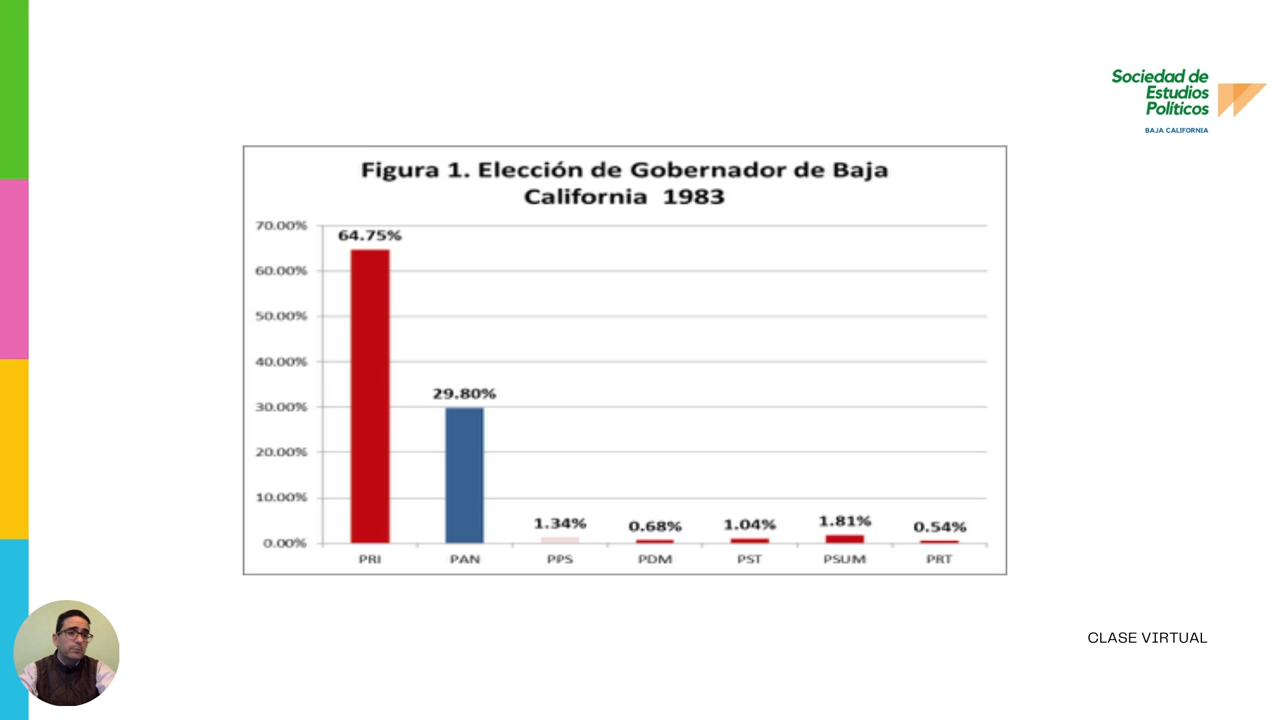 Sociedad de
Estudios
Políticos
BAJA CALIFORNIA
Figura 1. Elección de Gobernador de Baja
California 1983
70.00%
60.00%
50.00%
40.00%
30.00%
20.00%
10.00%
0.00%
64.75%
29.80%
1.34%
0.68%
1.04%
1.81%
0.54%
PRI
PAN
PPS
PDM
PST
PSUM
PRT
CLASE VIRTUAL